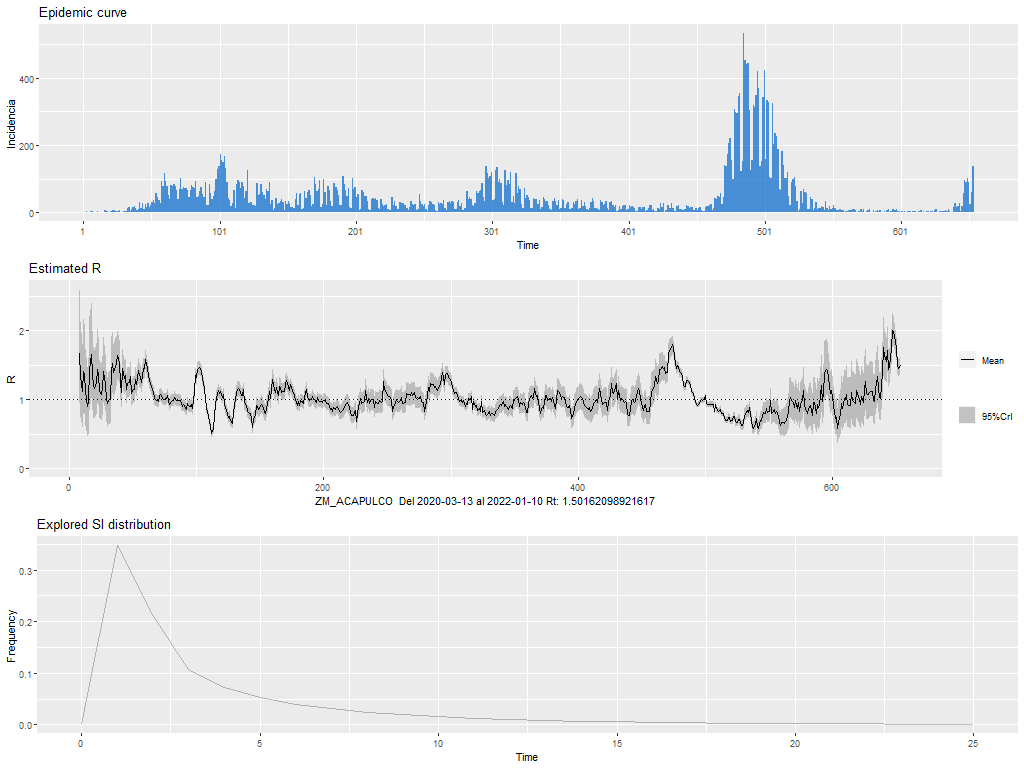 Epidemic curve
Incidencia
400
200
0
1
101
201
301
401
501
601
Time
Estimated R
R
2
1
0
0
200
400
600
ZM_ACAPULCO Del 2020-03-13 al 2022-01-10 Rt: 1.50162098921617
Mean
95%CrI
Explored SI distribution
Frequency
0.3
0.2
0.1
0.0
0
5
10
15
20
25
Time